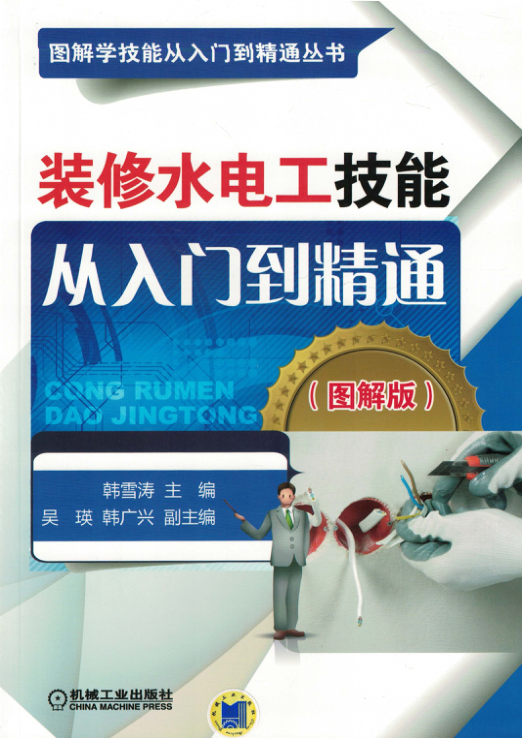 图解学技能从入门到精通丛书
装修水电工技能
从入门到精通
CONG RUMEN
DAO JINGTONG
(图解版)
韩雪涛 主 编
吴 瑛 韩广兴 副主编
机械工业出版社
CHINA MACHINE PRESS